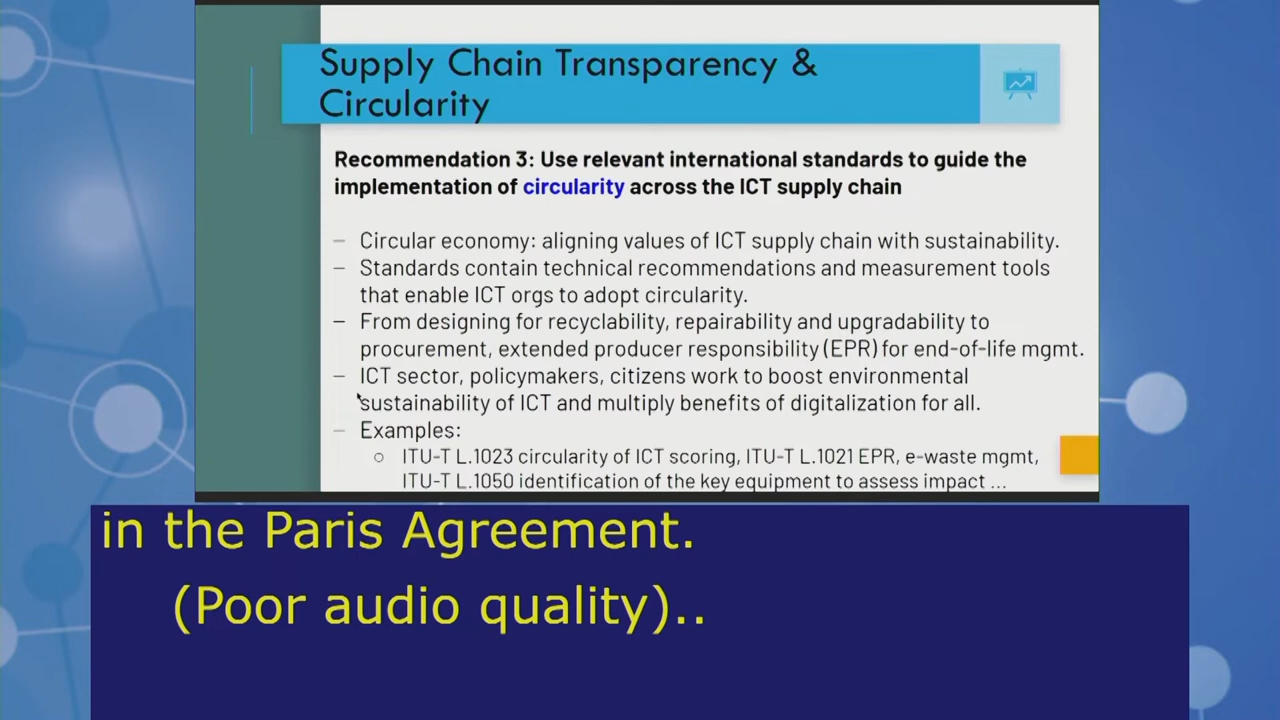 Supply Chain Transparency &
Circularity
Recommendation 3: Use relevant international standards to guide the
implementation of circularity across the ICT supply chain
– Circular economy: aligning values of ICT supply chain with sustainability.
– Standards contain technical recommendations and measurement tools
that enable ICT orgs to adopt circularity.
– From designing for recyclability, repairability and upgradability to
procurement, extended producer responsibility (EPR) for end-of-life mgmt.
– ICT sector, policymakers, citizens work to boost environmental
sustainability of ICT and multiply benefits of digitalization for all.
– Examples:
○ ITU-T L.1023 circularity of ICT scoring, ITU-T L.1021 EPR, e-waste mgmt,
ITU-T L.1050 identification of the key equipment to assess impact ...
in the Paris Agreement.
(Poor audio quality)..